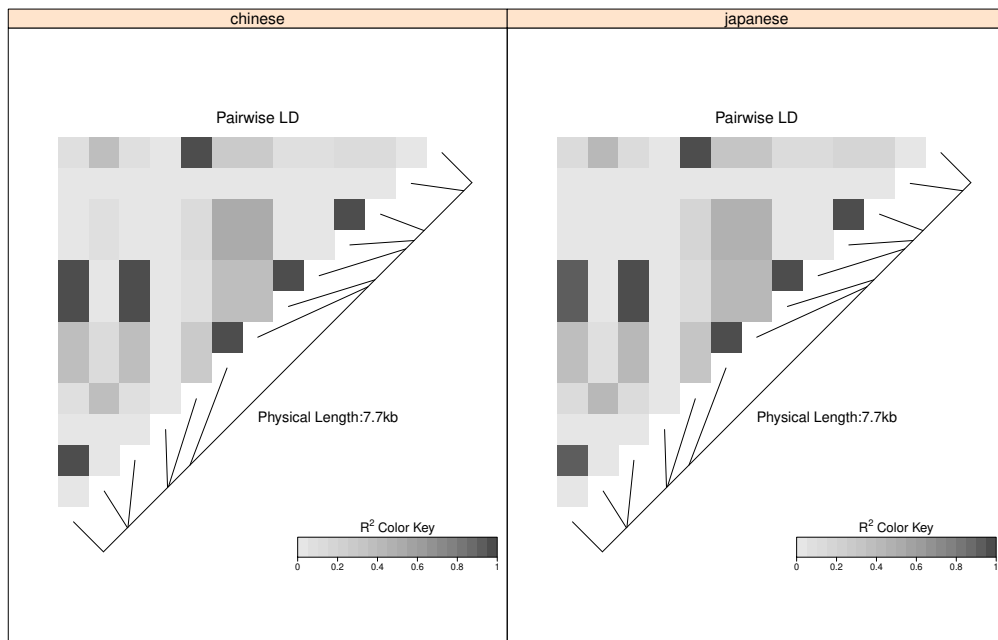 chinese
japanese
Pairwise LD
Pairwise LD
Physical Length:7.7kb
Physical Length:7.7kb
R² Color Key
R² Color Key
0 0.2 0.4 0.6 0.8 1
0 0.2 0.4 0.6 0.8 1